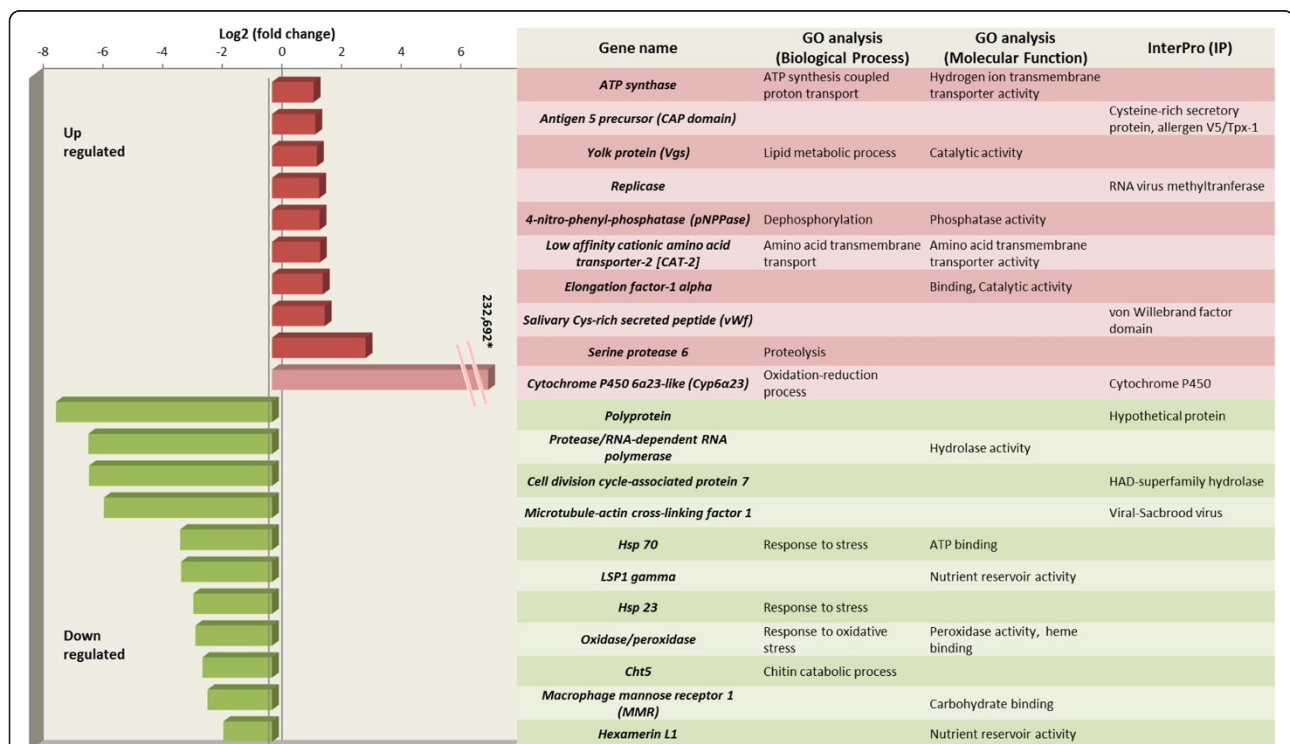 Log2 (fold change)
-8 -6 -4 -2 0 2 4 6
Up
regulated
232,692*
Down
regulated
Gene name
GO analysis
(Biological Process)
GO analysis
(Molecular Function)
InterPro (IP)
ATP synthase
ATP synthesis coupled
proton transport
Hydrogen ion transmembrane
transporter activity
Antigen 5 precursor (CAP domain)
Cysteine-rich secretory
protein, allergen V5/Tpx-1
Yolk protein (Vgs)
Lipid metabolic process
Catalytic activity
Replicase
RNA virus methyltranferase
4-nitro-phenyl-phosphatase (pNPPase)
Dephosphorylation
Phosphatase activity
Low affinity cationic amino acid
transporter-2 [CAT-2]
Amino acid transmembrane
transport
Amino acid transmembrane
transporter activity
Elongation factor-1 alpha
Binding, Catalytic activity
Salivary Cys-rich secreted peptide (vWf)
von Willebrand factor
domain
Serine protease 6
Proteolysis
Cytochrome P450 6a23-like (Cyp6α23)
Oxidation-reduction
process
Cytochrome P450
Polyprotein
Hypothetical protein
Protease/RNA-dependent RNA
polymerase
Hydrolase activity
Cell division cycle-associated protein 7
HAD-superfamily hydrolase
Microtubule-actin cross-linking factor 1
Viral-Sacbrood virus
Hsp 70
Response to stress
ATP binding
LSP1 gamma
Nutrient reservoir activity
Hsp 23
Response to stress
Oxidase/peroxidase
Response to oxidative
stress
Peroxidase activity, heme
binding
Cht5
Chitin catabolic process
Macrophage mannose receptor 1
(MMR)
Carbohydrate binding
Hexamerin L1
Nutrient reservoir activity